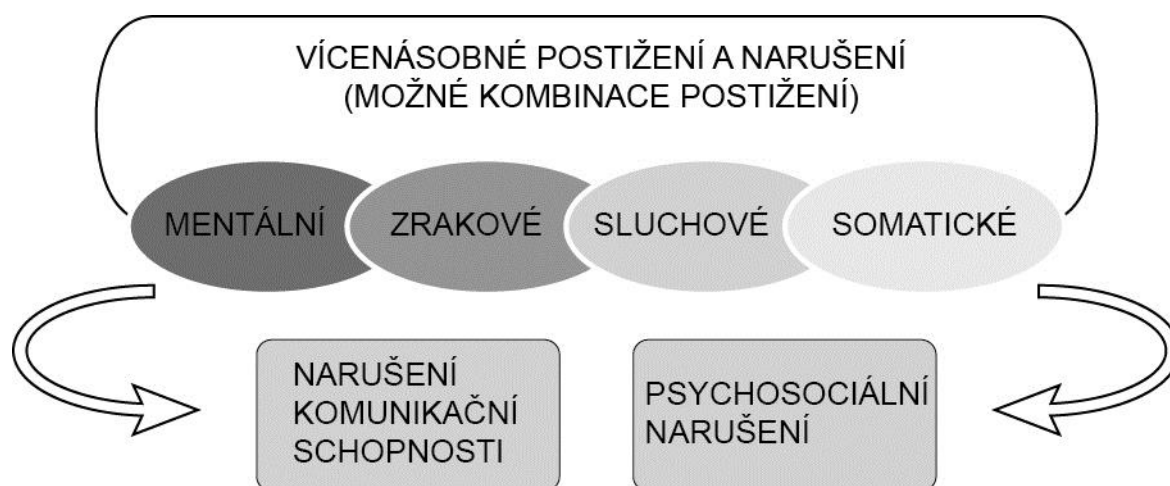 VÍCENÁSOBNÉ POSTIŽENÍ A NARUŠENÍ
(MOŽNÉ KOMBINACE POSTIŽENÍ)
MENTÁLNÍ
ZRAKOVÉ
SLUCHOVÉ
SOMATICKÉ
NARUŠENÍ
KOMUNIKAČNÍ
SCHOPNOSTI
PSYCHOSOCIÁLNÍ
NARUŠENÍ